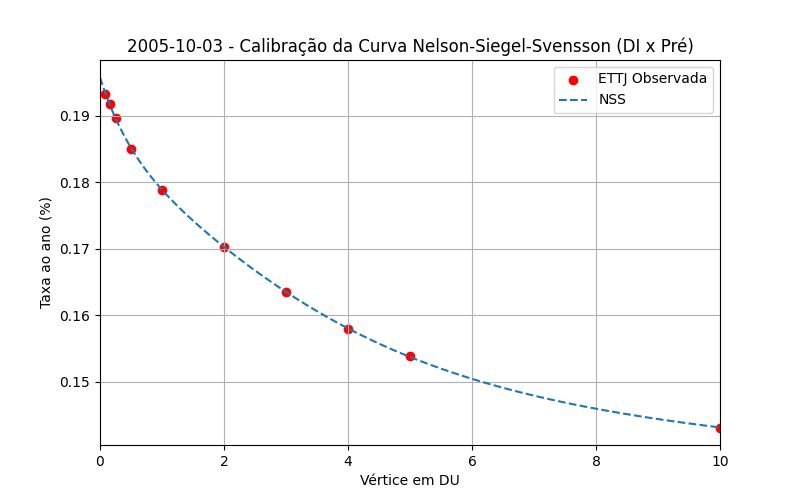 2005-10-03 - Calibração da Curva Nelson-Siegel-Svensson (DI x Pré)
ETTJ Observada
NSS
Taxa ao ano (%)
0.19
0.18
0.17
0.16
0.15
0 2 4 6 8 10
Vértice em DU